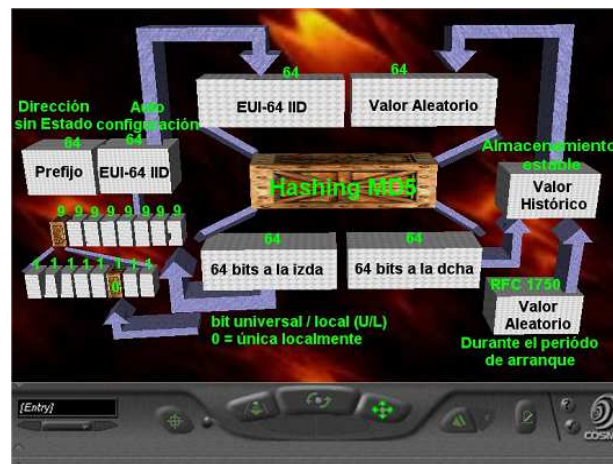 64
64
EUI-64 IID
Valor Aleatorio
Dirección
sin Estado
64
Auto
configuración
64
Prefijo
EUI-64 IID
Hashing MD5
Almacenamiento
estable
Valor
Histórico
9 9 9 9 9 9 9 9
1 1 1 1 1 1 1 1
0
64
64
64 bits a la izda
64 bits a la dcha
RFC 1750
Valor
Aleatorio
bit universal / local (U/L)
0 = única localmente
Durante el periódo
de arranque
[Entry]
?